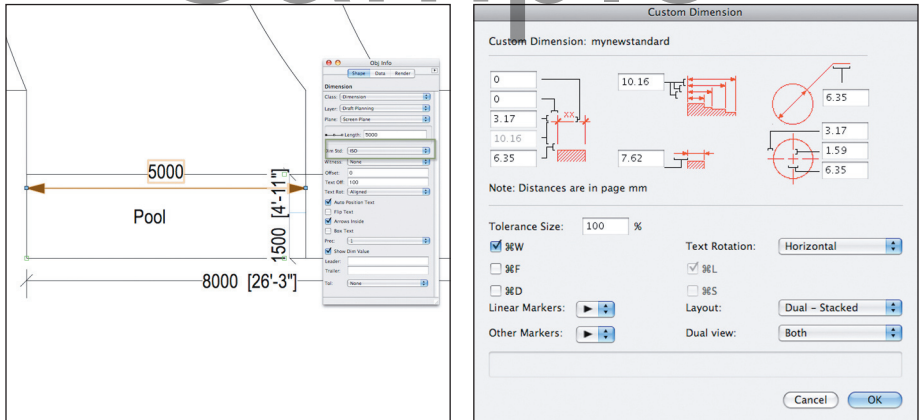 5000
Pool
1500 [4'-11"]
8000 [26'-3"]
Obj Info
Shape Data Render
Dimension
Class: Dimension
Layer: Draft Planning
Plane: Screen Plane
Length: 5000
Dim Std: ISO
Witness: None
Offset: 0
Text Off: 100
Text Rot: Aligned
Auto Position Text
Flip Text
Arrows Inside
Box Text
Prec: 1
Show Dim Value
Leader:
Trailer:
Tol: None
Custom Dimension
Custom Dimension: mynewstandard
0
0
3.17
10.16
6.35
XX
10.16
7.62
6.35
3.17
1.59
6.35
Note: Distances are in page mm
Tolerance Size: 100 %
⌘W
Text Rotation: Horizontal
⌘F
⌘L
⌘D
⌘S
Linear Markers:
Layout: Dual – Stacked
Other Markers:
Dual view: Both
Cancel
OK